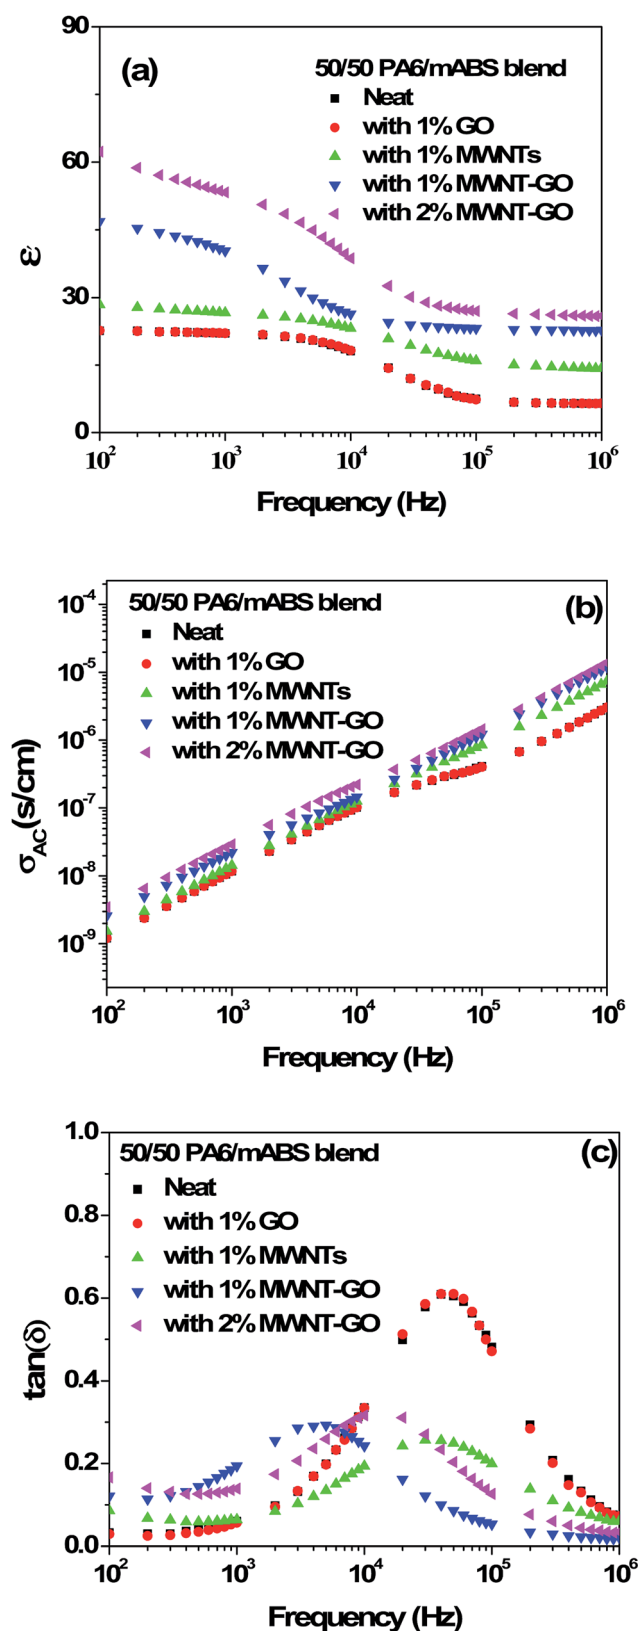 90
(a)
50/50 PA6/mABS blend
Neat
with 1% GO
60
with 1% MWNTs
with 1% MWNT-GO
with 2% MWNT-GO
ε
30
0
10² 10³ 10⁴ 10⁵ 10⁶
Frequency (Hz)
50/50 PA6/mABS blend
(b)
10⁻⁴
Neat
with 1% GO
10⁻⁵
with 1% MWNTs
with 1% MWNT-GO
10⁻⁶
with 2% MWNT-GO
σAC(s/cm)
10⁻⁷
10⁻⁸
10⁻⁹
10² 10³ 10⁴ 10⁵ 10⁶
Frequency (Hz)
1.0
50/50 PA6/mABS blend
(c)
Neat
0.8
with 1% GO
with 1% MWNTs
0.6
with 1% MWNT-GO
with 2% MWNT-GO
tan(δ)
0.4
0.2
0.0
10² 10³ 10⁴ 10⁵ 10⁶
Frequency (Hz)